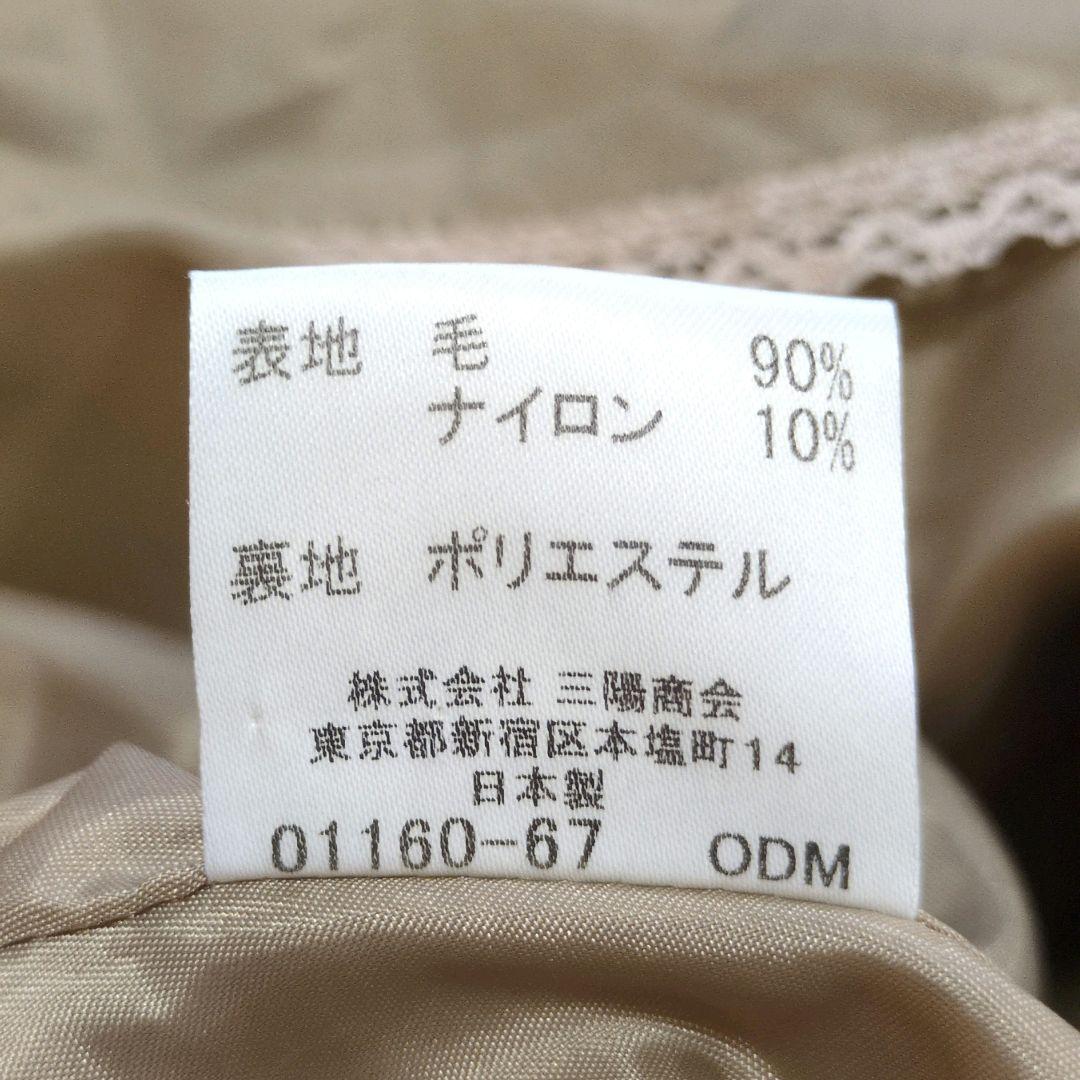 表地 毛 90%
ナイロン 10%
裏地 ポリエステル
株式会社 三陽商会
東京都新宿区本塩町14
日本製
01160-67 ODM